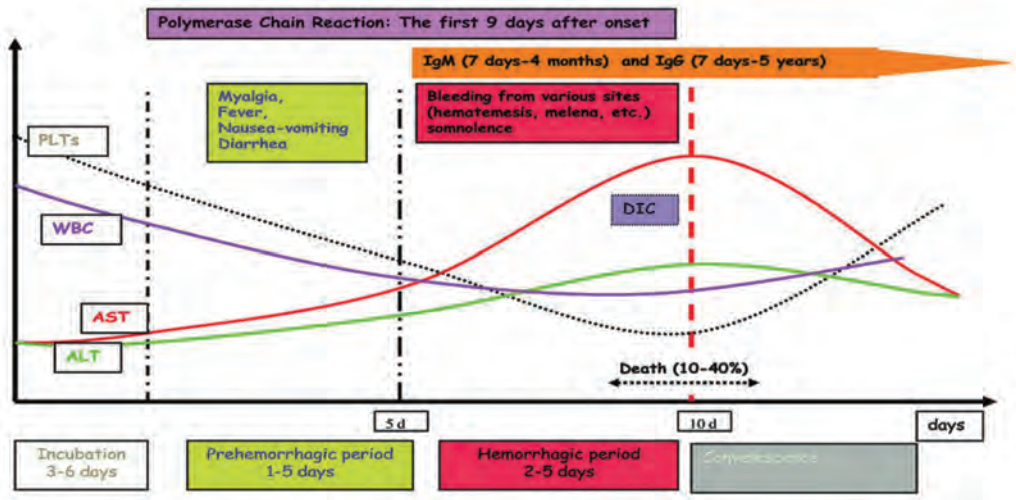 Polymerase Chain Reaction: The first 9 days after onset
IgM (7 days-4 months) and IgG (7 days-5 years)
Myalgia,
Fever,
Nausea-vomiting
Diarrhea
Bleeding from various sites
(hematemesis, melena, etc.)
somnolence
PLTs
WBC
DIC
AST
ALT
Death (10-40%)
5 d
10 d
days
Incubation
3-6 days
Prehemorrhagic period
1-5 days
Hemorrhagic period
2-5 days